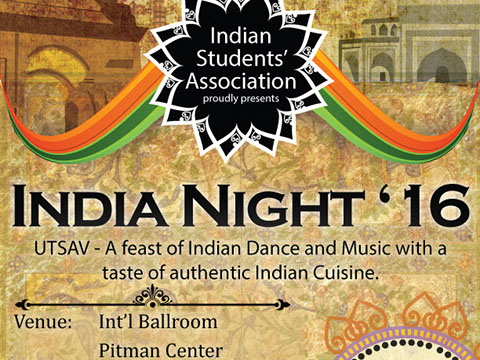 Indian
Students'
Association
proudly presents
INDIA NIGHT '16
UTSAV - A feast of Indian Dance and Music with a
taste of authentic Indian Cuisine.
Venue: Int'l Ballroom
Pitman Center